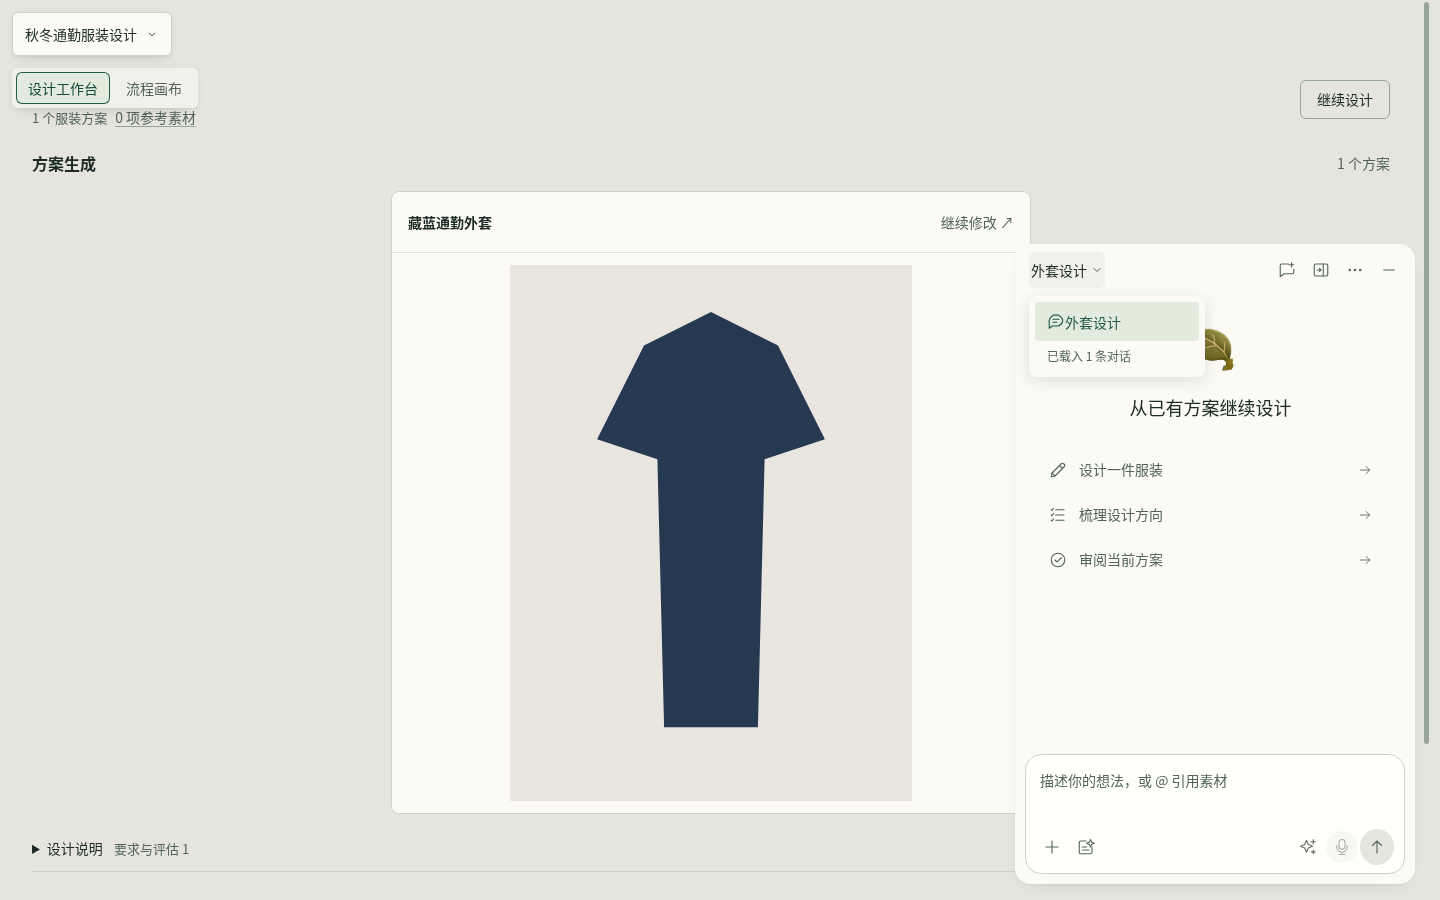 秋冬通勤服装设计
设计工作台 流程画布
继续设计
1 个服装方案 0 项参考素材
方案生成
1 个方案
藏蓝通勤外套
继续修改 ↗
外套设计
外套设计
已载入 1 条对话
从已有方案继续设计
设计一件服装
梳理设计方向
审阅当前方案
描述你的想法，或 @ 引用素材
设计说明 要求与评估 1